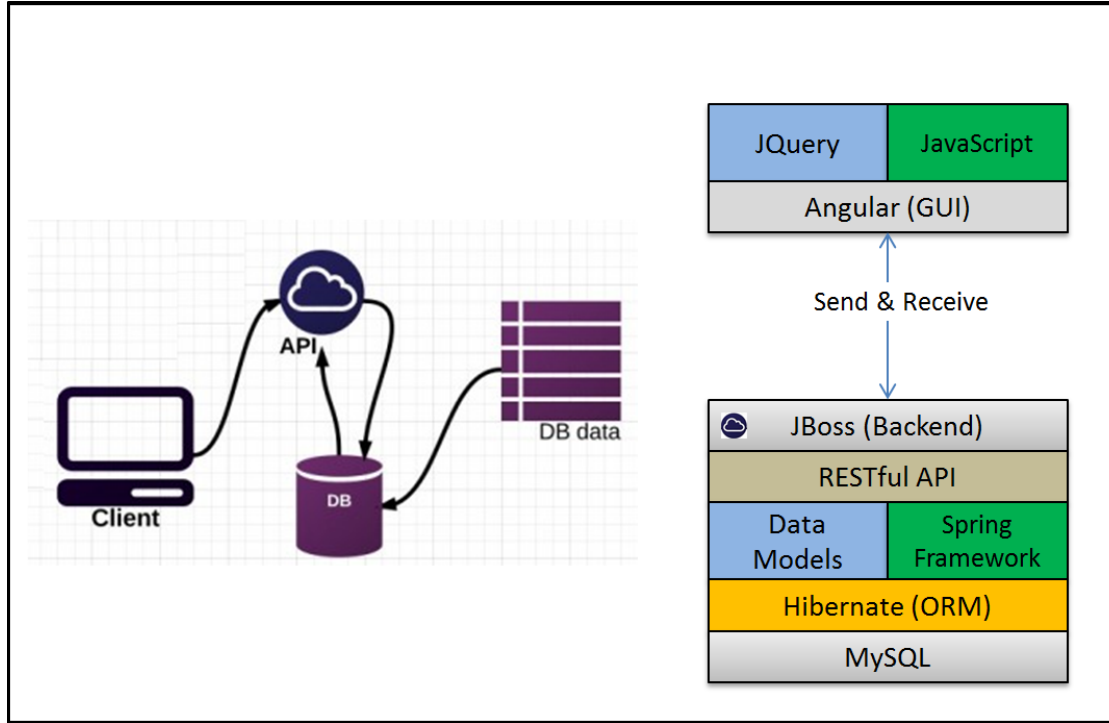 API
Client
DB
DB data
JQuery
JavaScript
Angular (GUI)
Send & Receive
JBoss (Backend)
RESTful API
Data
Models
Spring
Framework
Hibernate (ORM)
MySQL